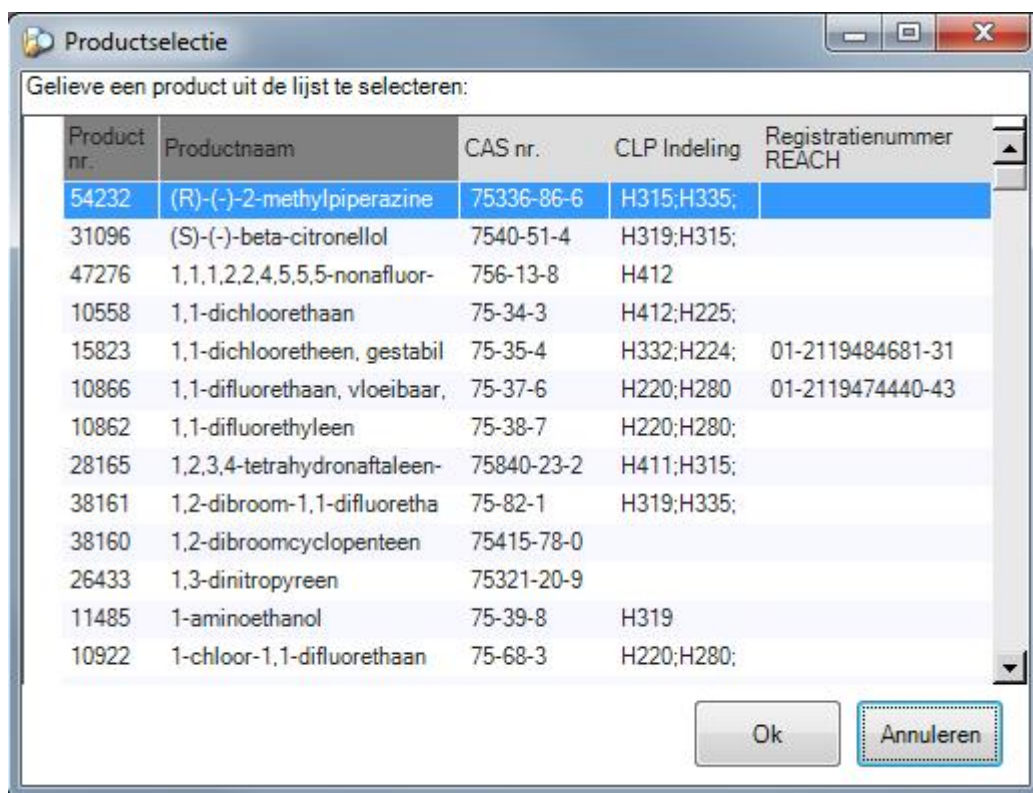 Productselectie
Gelieve een product uit de lijst te selecteren:
Product nr. Productnaam CAS nr. CLP Indeling Registratienummer REACH
54232 (R)-(-)-2-methylpiperazine 75336-86-6 H315;H335;
31096 (S)-(-)-beta-citronellol 7540-51-4 H319;H315;
47276 1,1,1,2,2,4,5,5,5-nonafluor- 756-13-8 H412
10558 1,1-dichloorethaan 75-34-3 H412;H225;
15823 1,1-dichlooretheen, gestabil 75-35-4 H332;H224; 01-2119484681-31
10866 1,1-difluorethaan, vloeibaar, 75-37-6 H220;H280 01-2119474440-43
10862 1,1-difluorethyleen 75-38-7 H220;H280;
28165 1,2,3,4-tetrahydronaftaleen- 75840-23-2 H411;H315;
38161 1,2-dibroom-1,1-difluoretha 75-82-1 H319;H335;
38160 1,2-dibroomcyclopenteen 75415-78-0
26433 1,3-dinitropyreen 75321-20-9
11485 1-aminoethanol 75-39-8 H319
10922 1-chloor-1,1-difluorethaan 75-68-3 H220;H280;
Ok Annuleren